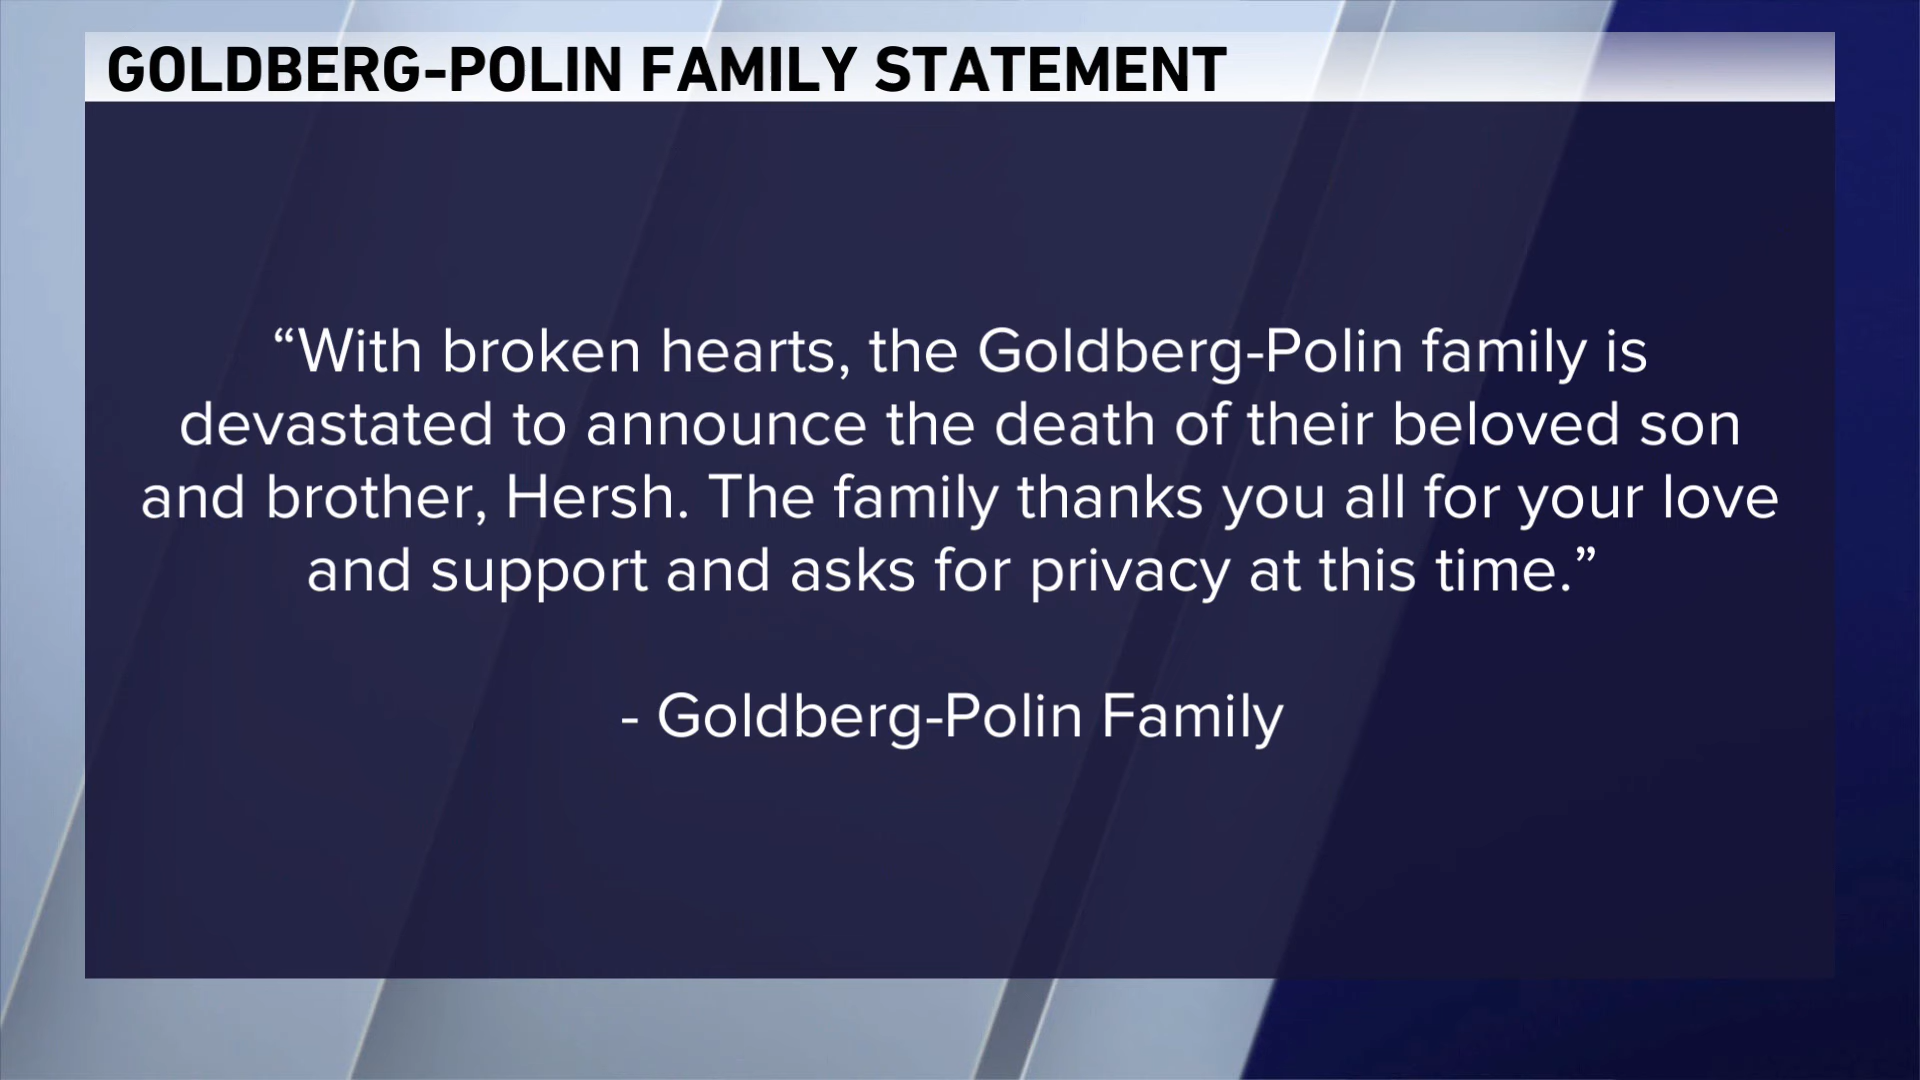 GOLDBERG-POLIN FAMILY STATEMENT
“With broken hearts, the Goldberg-Polin family is
devastated to announce the death of their beloved son
and brother, Hersh. The family thanks you all for your love
and support and asks for privacy at this time.”
- Goldberg-Polin Family